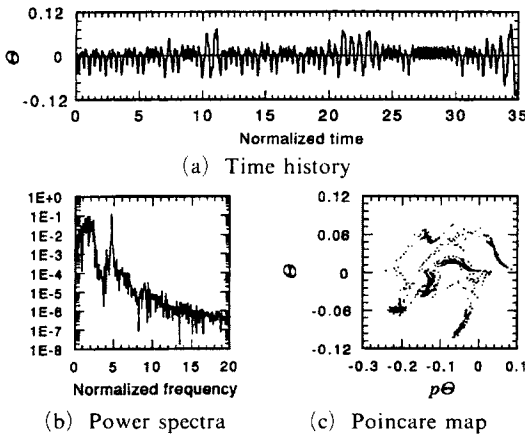 0.12
Θ
0
-0.12
0 5 10 15 20 25 30 35
Normalized time
(a) Time history
1E+0
1E-1
1E-2
1E-3
1E-4
1E-5
1E-6
1E-7
1E-8
0 5 10 15 20
Normalized frequency
(b) Power spectra
0.12
0.06
Θ
0
-0.06
-0.12
-0.3 -0.2 -0.1 0 0.1
pΘ
(c) Poincare map